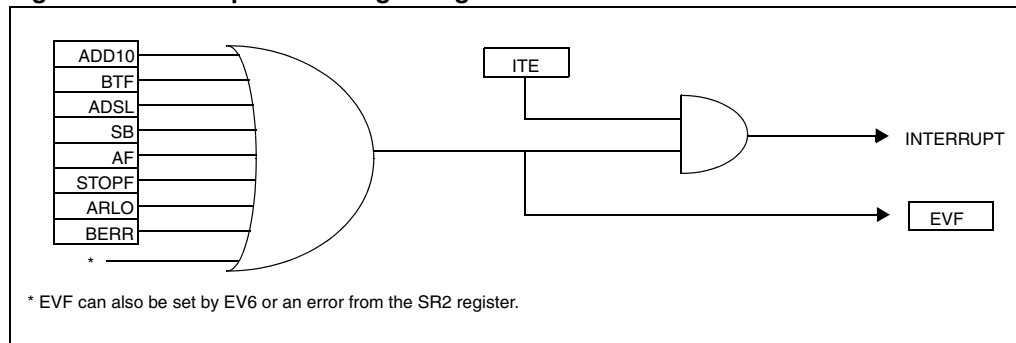 ADD10
BTF
ADSL
SB
AF
STOPF
ARLO
BERR
*
ITE
INTERRUPT
EVF
* EVF can also be set by EV6 or an error from the SR2 register.